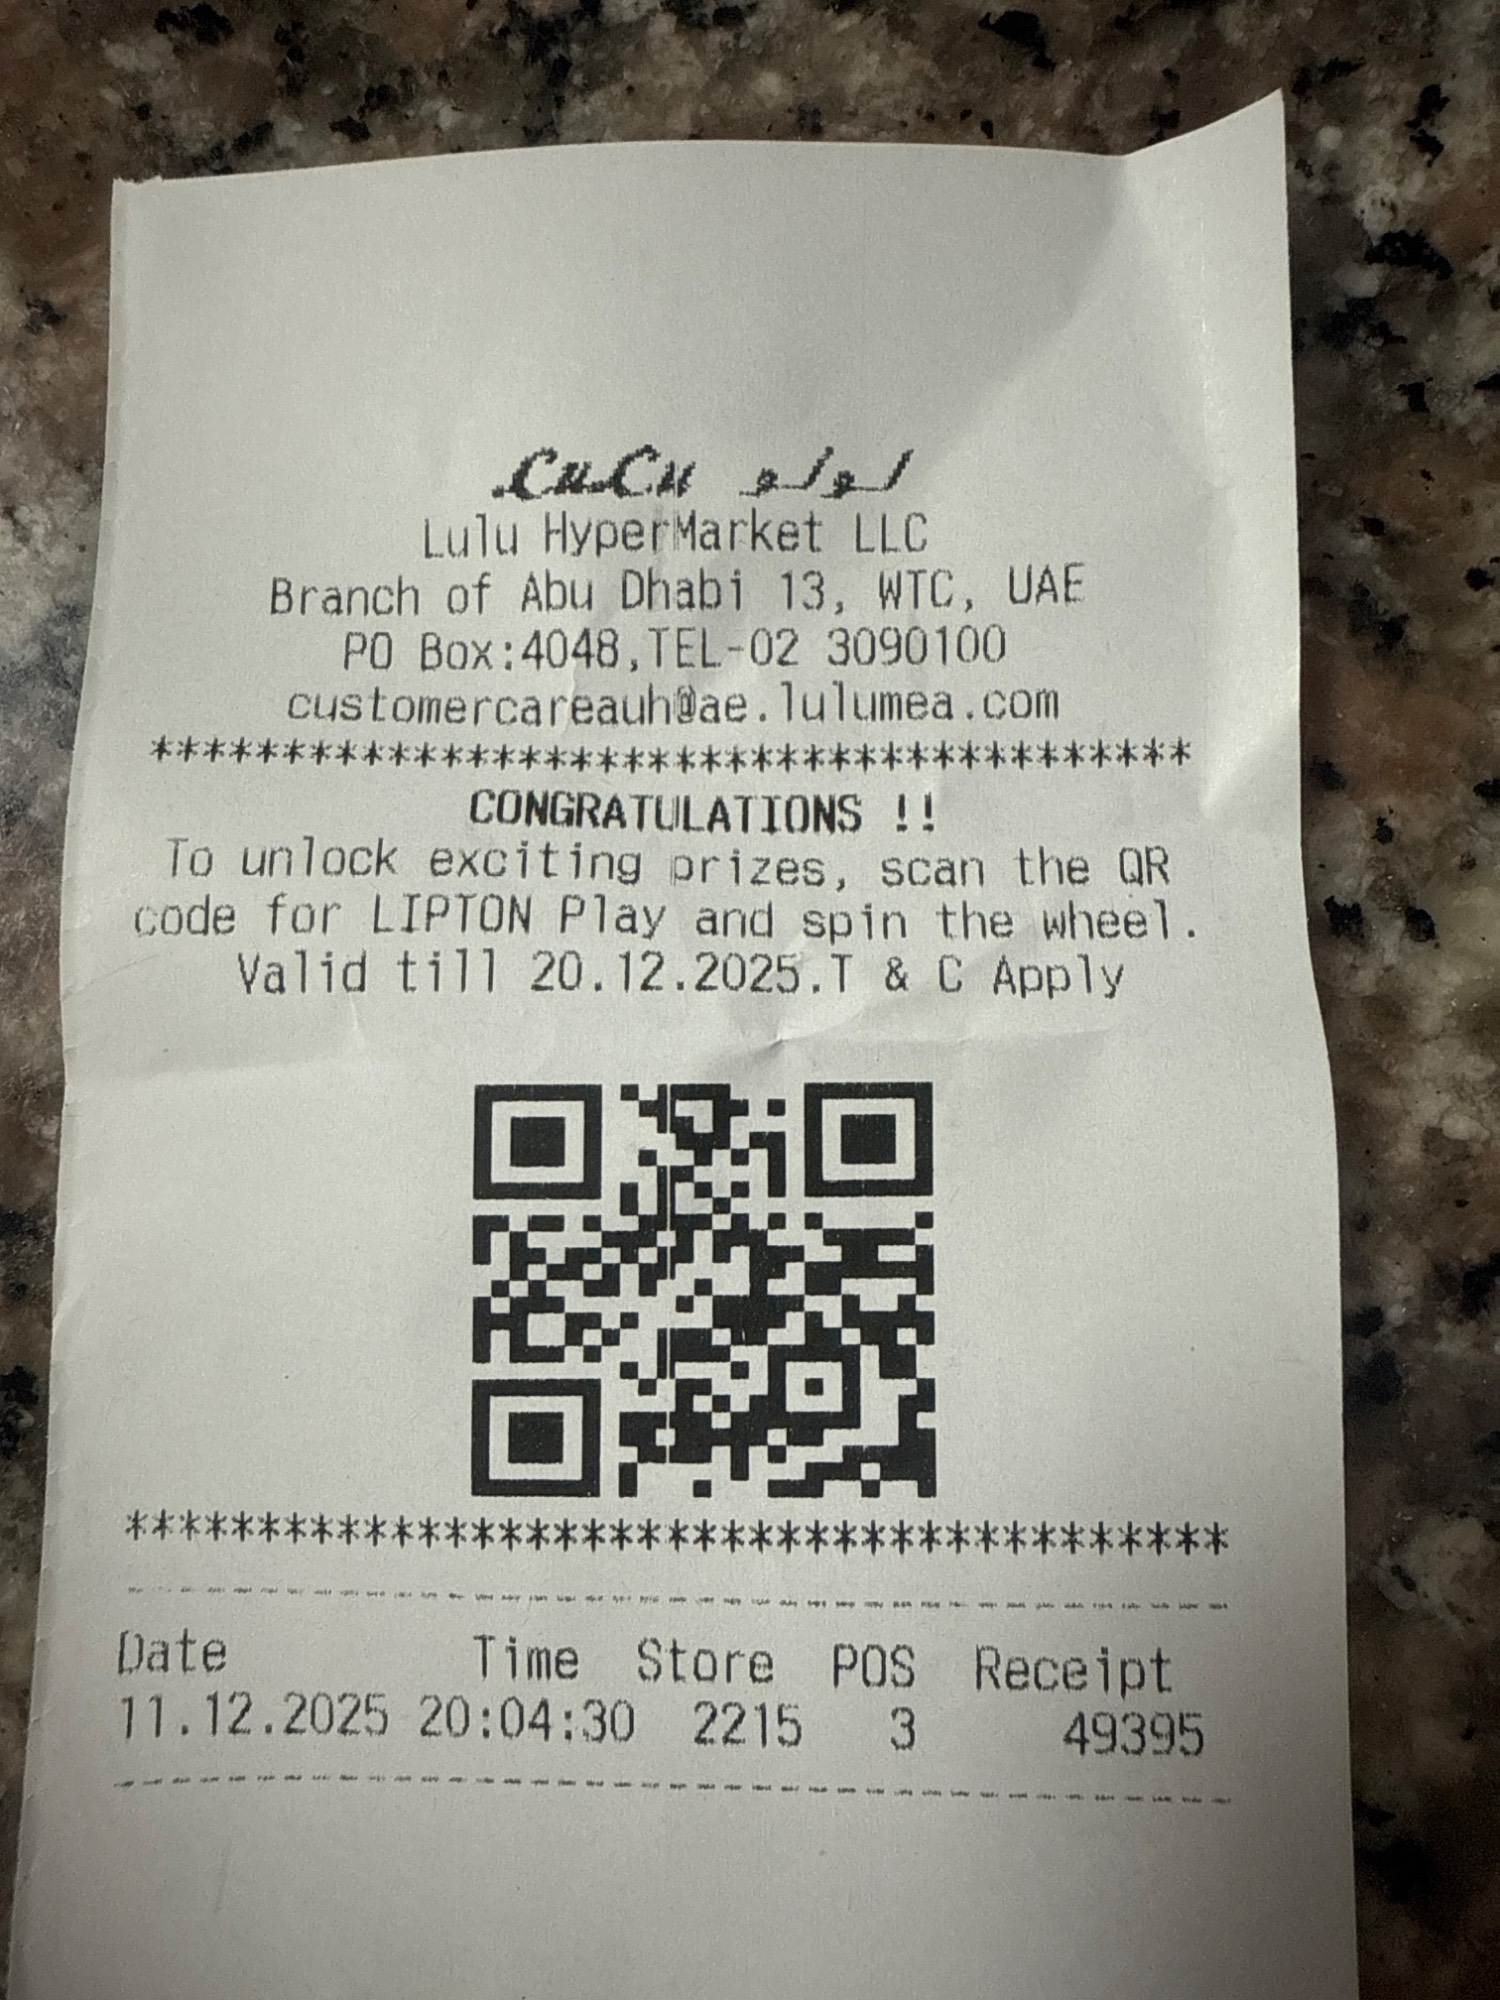 LuLu لولو
Lulu HyperMarket LLC
Branch of Abu Dhabi 13, WTC, UAE
PO Box:4048,TEL-02 3090100
customercareauh@ae.lulumea.com
****************************************
CONGRATULATIONS !!
To unlock exciting prizes, scan the QR
code for LIPTON Play and spin the wheel.
Valid till 20.12.2025.T & C Apply
****************************************
Date Time Store POS Receipt
11.12.2025 20:04:30 2215 3 49395